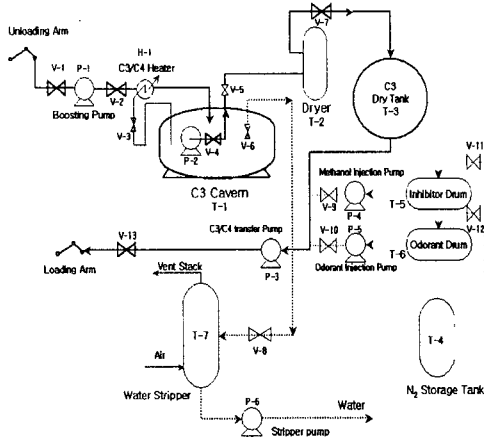 Unloading Arm
V-1
P-1
V-2
Boosting Pump
H-1
C3/C4 Heater
V-3
P-2
V-4
V-5
V-6
C3 Cavern
T-1
V-7
Dryer
T-2
C3
Dry Tank
T-3
V-11
Methanol Injection Pump
V-9
P-4
T-5
Inhibitor Drum
V-12
V-10
P-5
T-6
Odorant Drum
Odorant Injection Pump
C3/C4 transfer Pump
P-3
V-13
Loading Arm
Vent Stack
T-7
V-8
Air
Water Stripper
P-6
Stripper pump
Water
T-4
N2 Storage Tank